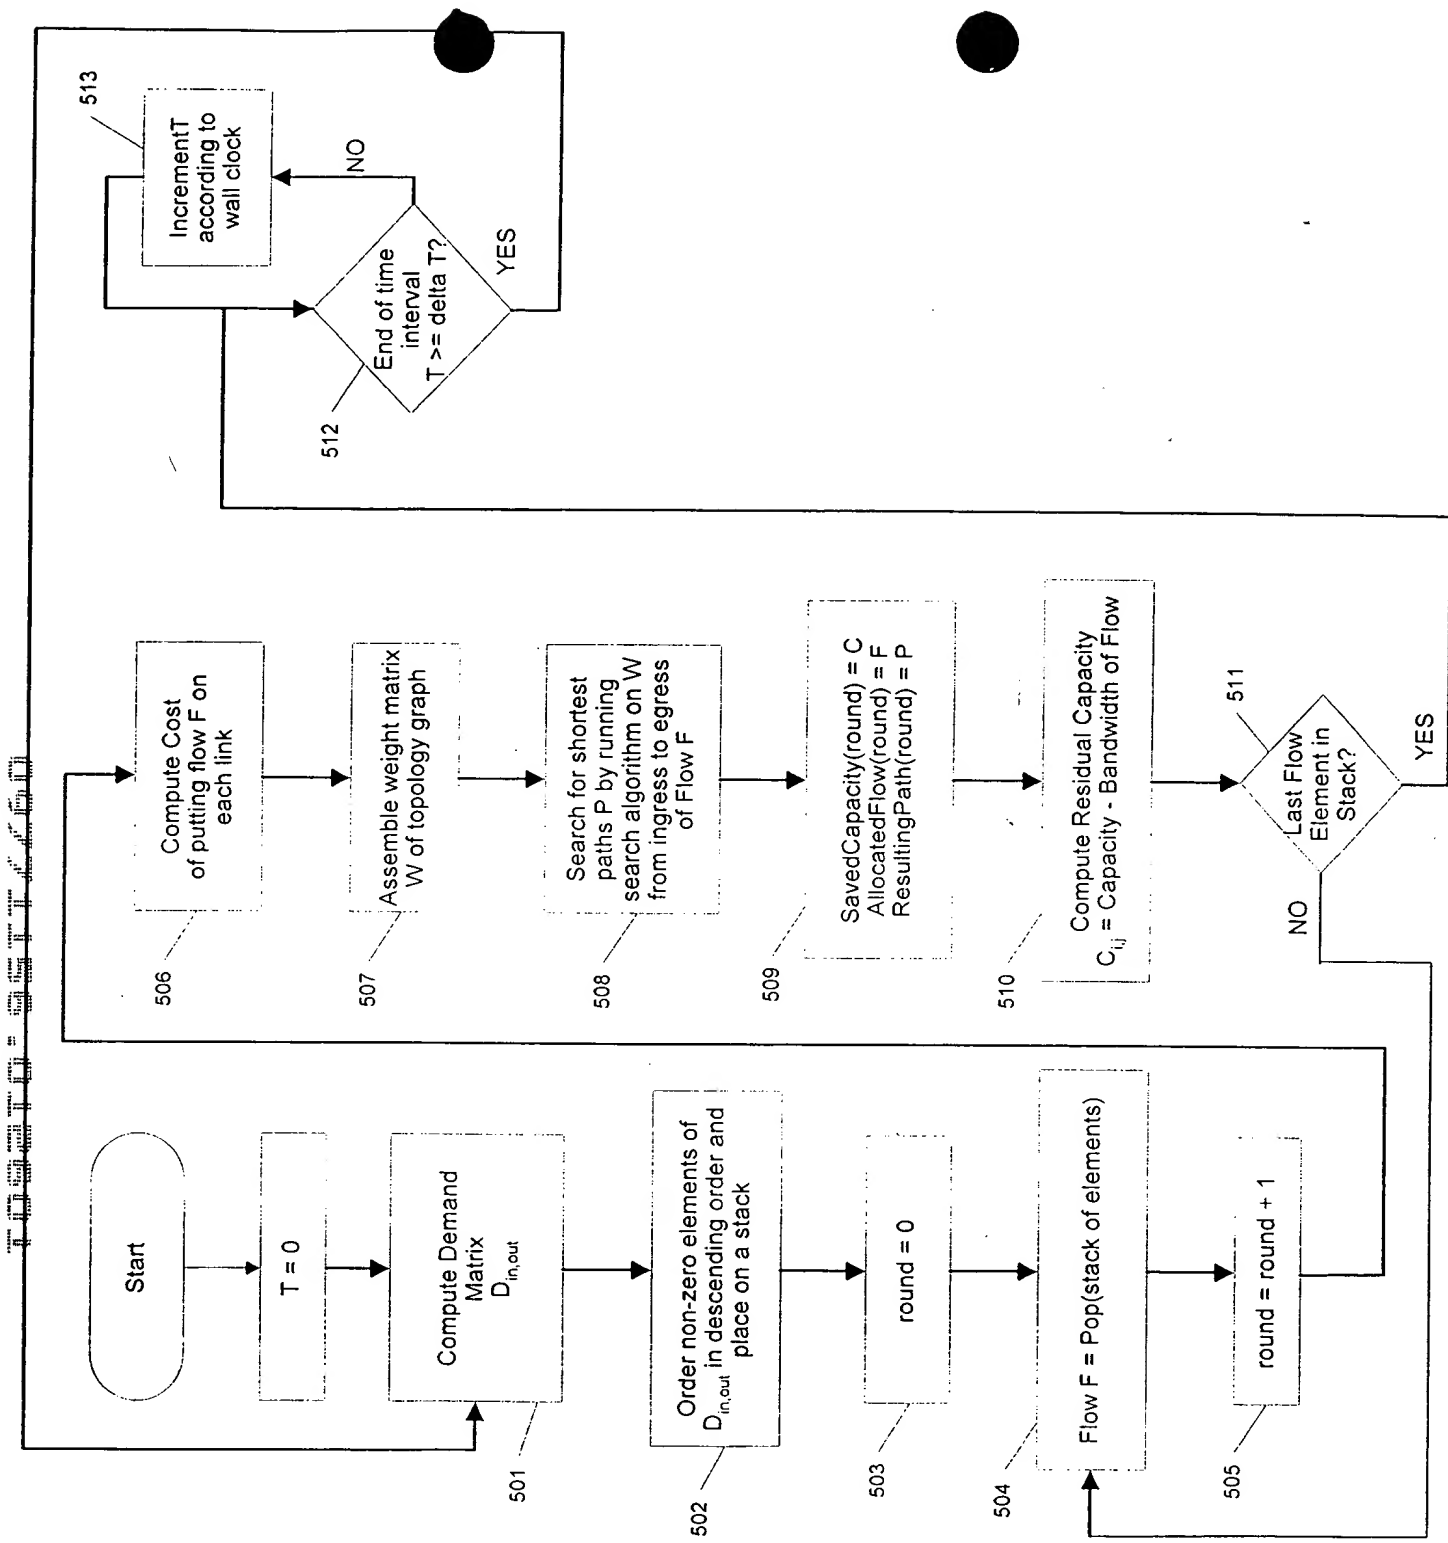 Start
T = 0
Compute Demand
Matrix
D_in,out
501
Order non-zero elements of
D_in,out in descending order and
place on a stack
502
round = 0
503
Flow F = Pop(stack of elements)
504
round = round + 1
505
Compute Cost
of putting flow F on
each link
506
Assemble weight matrix
W of topology graph
507
Search for shortest
paths P by running
search algorithm on W
from ingress to egress
of Flow F
508
SavedCapacity(round) = C
AllocatedFlow(round) = F
ResultingPath(round) = P
509
Compute Residual Capacity
C_i,j = Capacity - Bandwidth of Flow
510
Last Flow
Element in
Stack?
511
NO
YES
End of time
interval
T >= delta T?
512
NO
YES
IncrementT
according to
wall clock
513